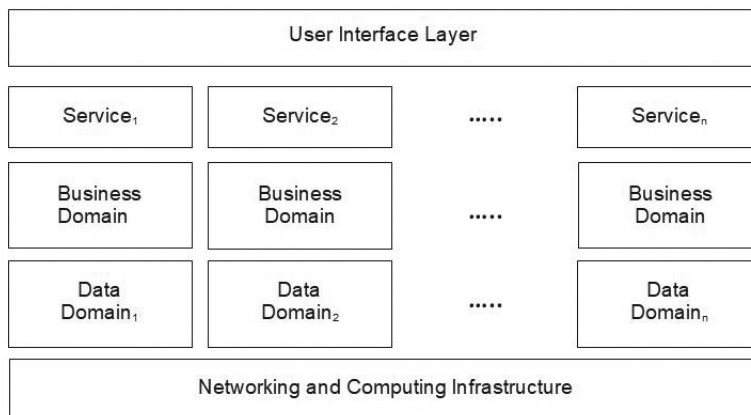 User Interface Layer
Service₁ Service₂ ..... Serviceₙ
Business Business Business
Domain Domain ..... Domain
Data Data Data
Domain₁ Domain₂ ..... Domainₙ
Networking and Computing Infrastructure